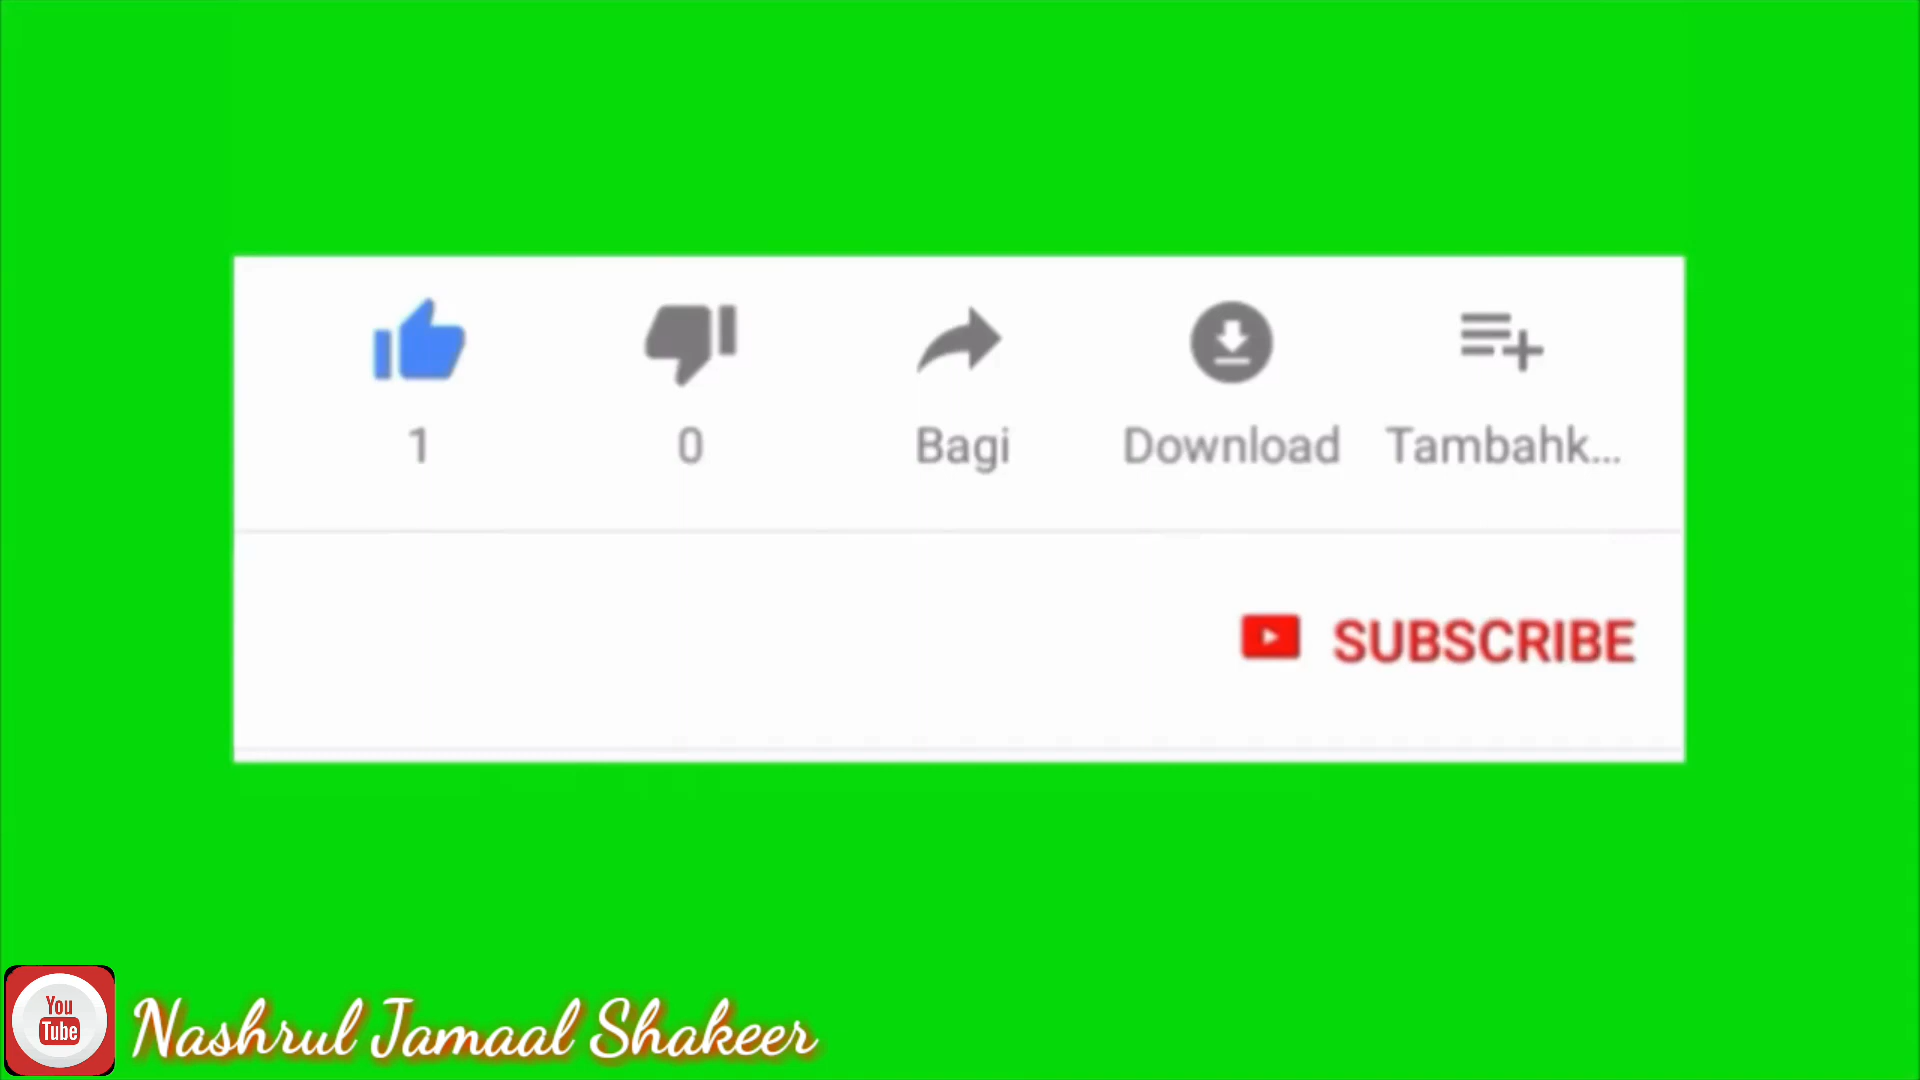 1 0 Bagi Download Tambahk...
SUBSCRIBE
You
Tube
Nashrul Jamaal Shakeer